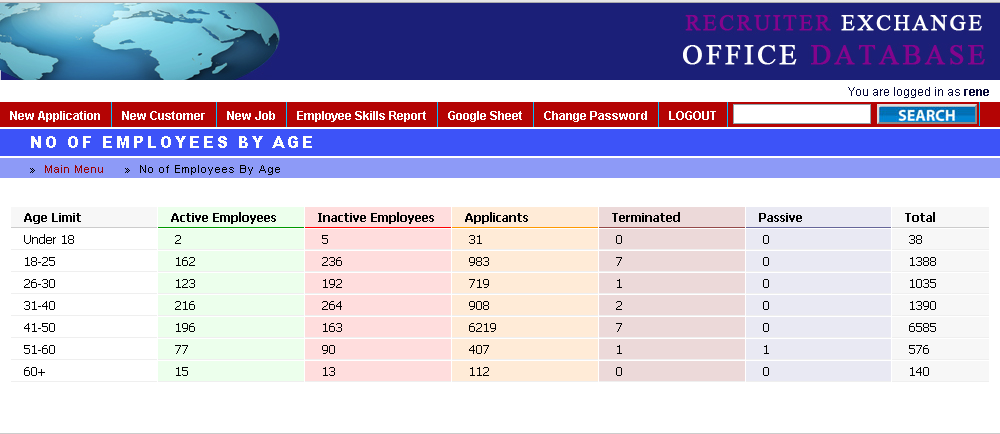 RECRUITER EXCHANGE
OFFICE DATABASE
You are logged in as rene
New Application New Customer New Job Employee Skills Report Google Sheet Change Password LOGOUT SEARCH
NO OF EMPLOYEES BY AGE
» Main Menu » No of Employees By Age
Age Limit Active Employees Inactive Employees Applicants Terminated Passive Total
Under 18 2 5 31 0 0 38
18-25 162 236 983 7 0 1388
26-30 123 192 719 1 0 1035
31-40 216 264 908 2 0 1390
41-50 196 163 6219 7 0 6585
51-60 77 90 407 1 1 576
60+ 15 13 112 0 0 140